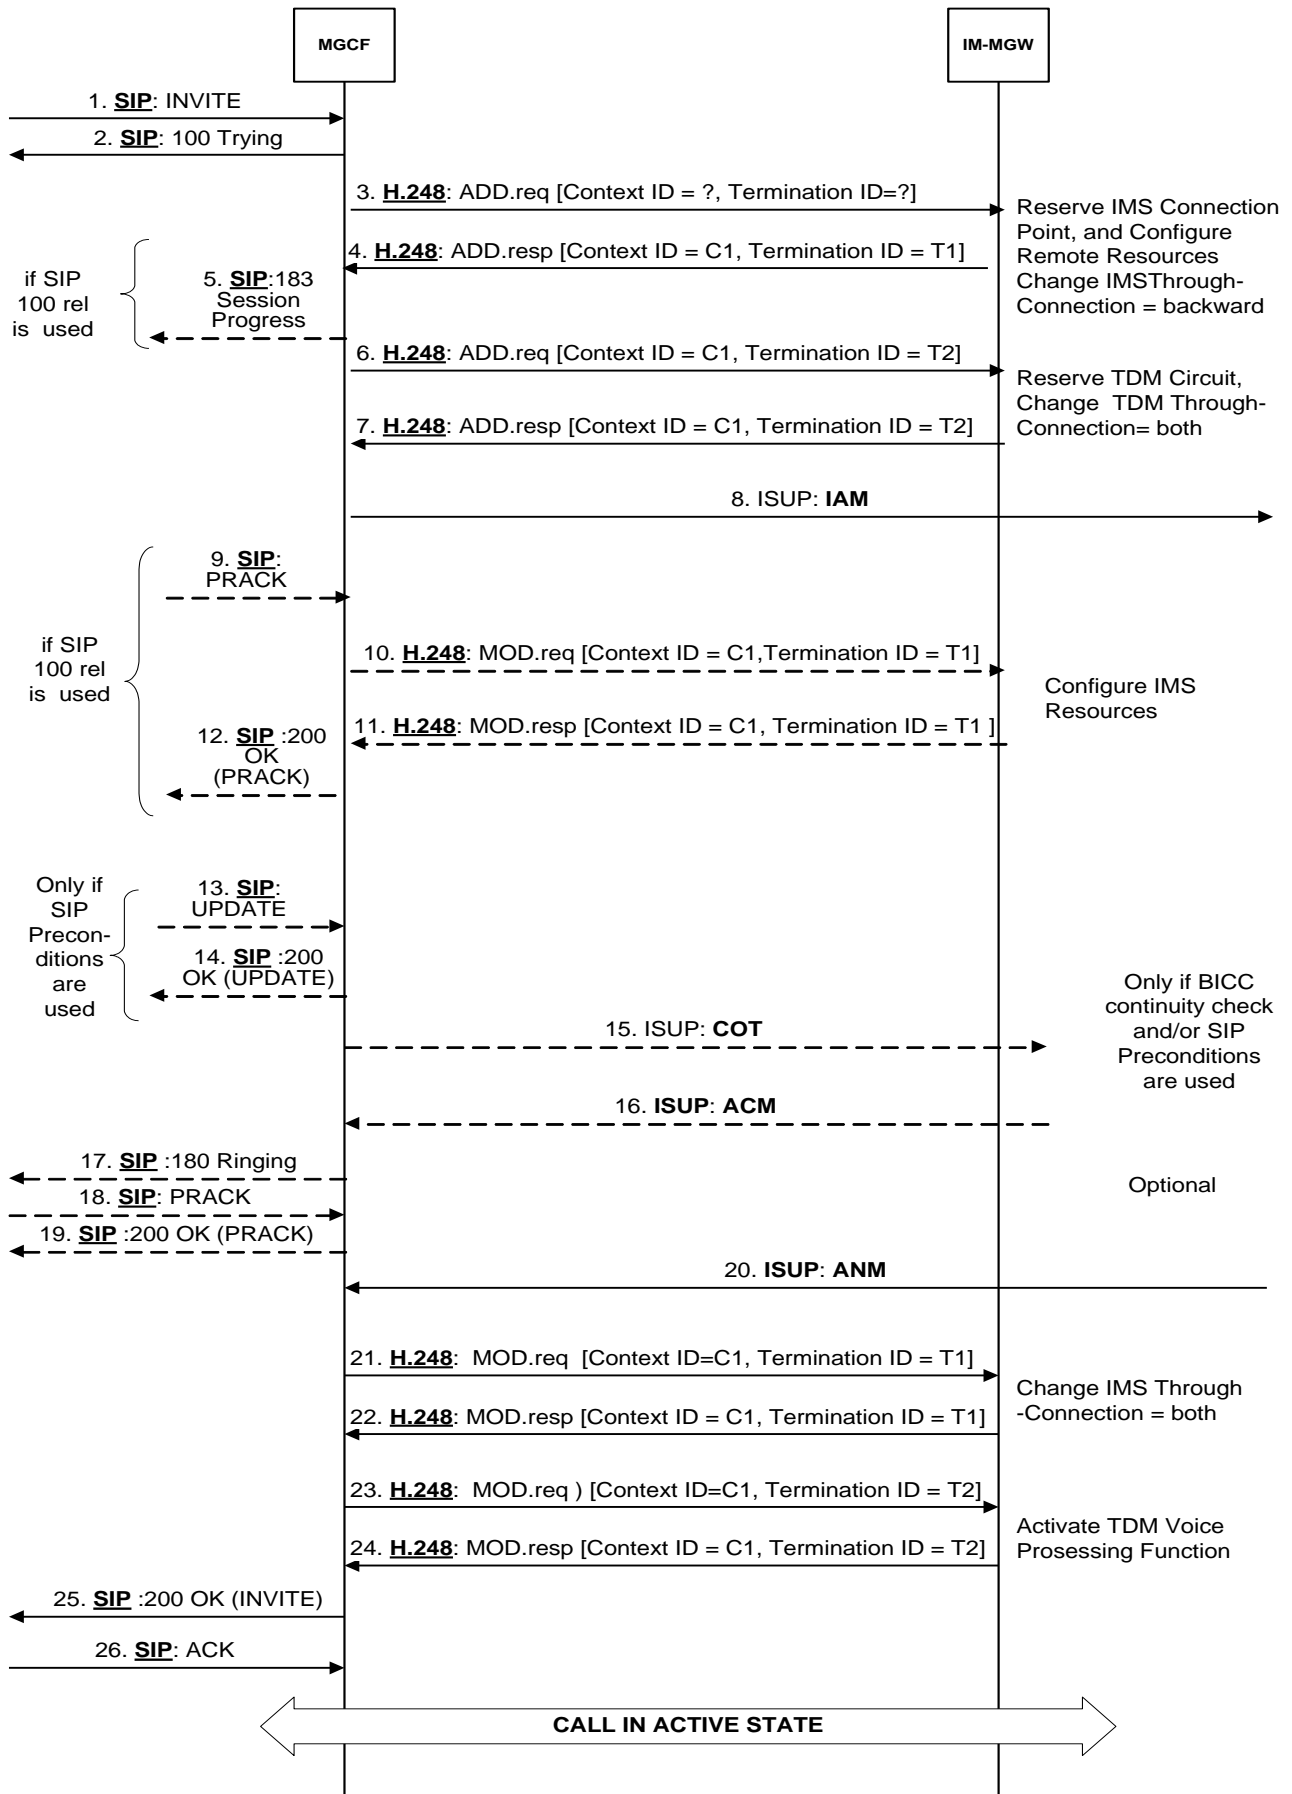 MGCF
IM-MGW
1. SIP: INVITE
2. SIP: 100 Trying
3. H.248: ADD.req [Context ID = ?, Termination ID=?]
Reserve IMS Connection
Point, and Configure
Remote Resources
Change IMSThrough-
Connection = backward
4. H.248: ADD.resp [Context ID = C1, Termination ID = T1]
if SIP
100 rel
is used
5. SIP:183
Session
Progress
6. H.248: ADD.req [Context ID = C1, Termination ID = T2]
Reserve TDM Circuit,
Change TDM Through-
Connection= both
7. H.248: ADD.resp [Context ID = C1, Termination ID = T2]
8. ISUP: IAM
9. SIP:
PRACK
if SIP
100 rel
is used
10. H.248: MOD.req [Context ID = C1,Termination ID = T1]
Configure IMS
Resources
11. H.248: MOD.resp [Context ID = C1, Termination ID = T1 ]
12. SIP :200
OK
(PRACK)
Only if
SIP
Precon-
ditions
are
used
13. SIP:
UPDATE
14. SIP :200
OK (UPDATE)
Only if BICC
continuity check
and/or SIP
Preconditions
are used
15. ISUP: COT
16. ISUP: ACM
17. SIP :180 Ringing
Optional
18. SIP: PRACK
19. SIP :200 OK (PRACK)
20. ISUP: ANM
21. H.248: MOD.req [Context ID=C1, Termination ID = T1]
Change IMS Through
-Connection = both
22. H.248: MOD.resp [Context ID = C1, Termination ID = T1]
23. H.248: MOD.req ) [Context ID=C1, Termination ID = T2]
Activate TDM Voice
Prosessing Function
24. H.248: MOD.resp [Context ID = C1, Termination ID = T2]
25. SIP :200 OK (INVITE)
26. SIP: ACK
CALL IN ACTIVE STATE